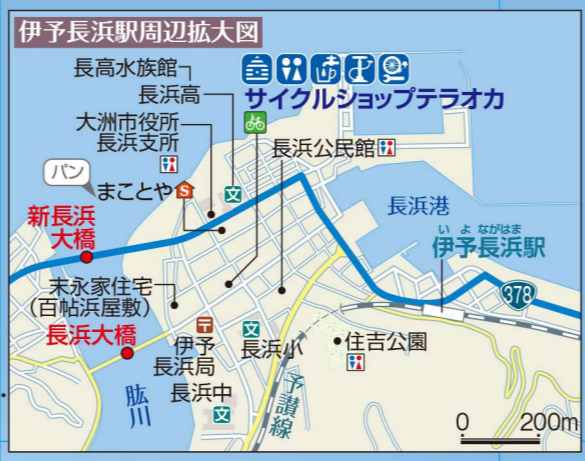 伊予長浜駅周辺拡大図
長高水族館
長浜高
サイクルショップテラオカ
大洲市役所
長浜支所
長浜公民館
パン
まことや
S
文
新長浜
大橋
長浜港
いよ ながはま
伊予長浜駅
378
末永家住宅
(百帖浜屋敷)
長浜大橋
伊予
長浜局
文
長浜小
住吉公園
肱川
長浜中
文
予讃線
0 200m